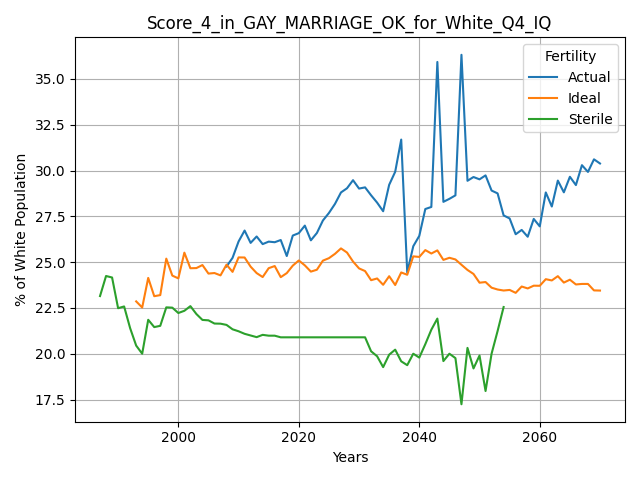 Score_4_in_GAY_MARRIAGE_OK_for_White_Q4_IQ
Fertility
Actual
Ideal
Sterile
% of White Population
35.0
32.5
30.0
27.5
25.0
22.5
20.0
17.5
2000
2020
2040
2060
Years